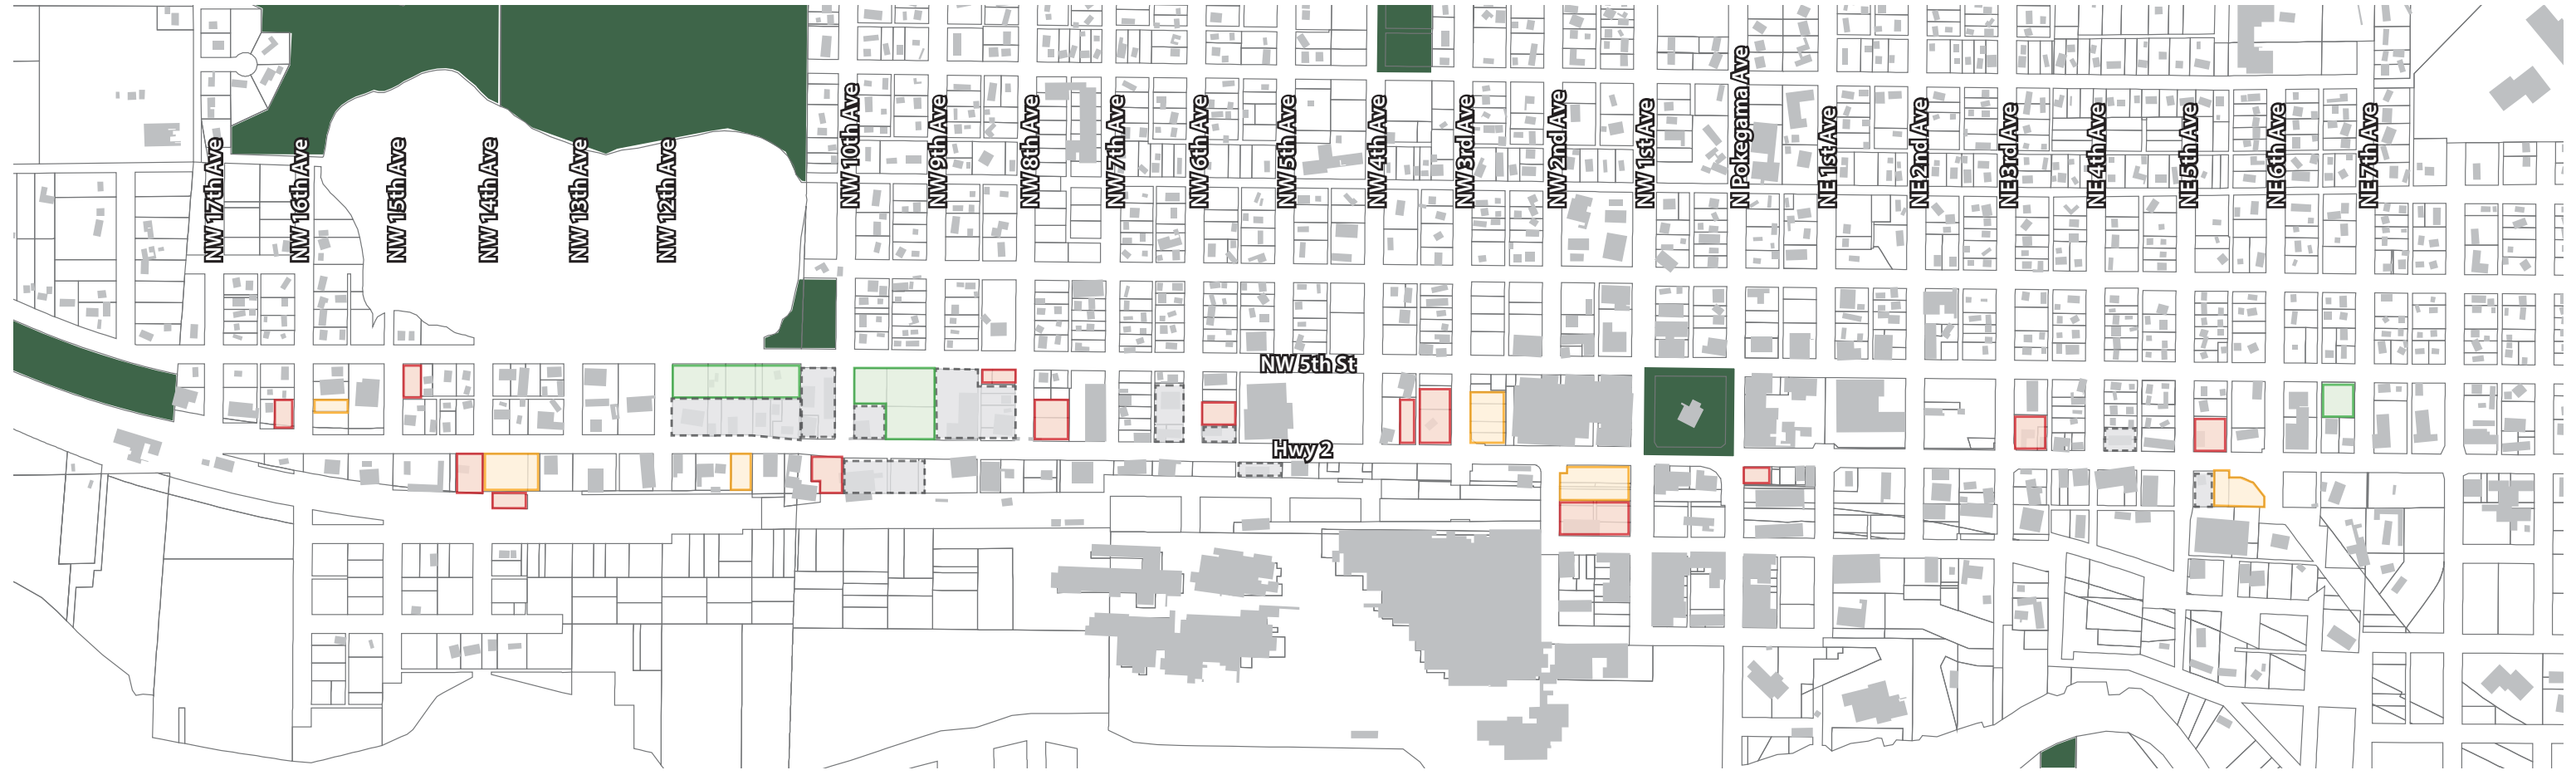 NW 17th Ave
NW 16th Ave
NW 15th Ave
NW 14th Ave
NW 13th Ave
NW 12th Ave
NW 10th Ave
NW 9th Ave
NW 8th Ave
NW 7th Ave
NW 6th Ave
NW 5th Ave
NW 4th Ave
NW 3rd Ave
NW 2nd Ave
NW 1st Ave
NW Pokegama Ave
NE 1st Ave
NE 2nd Ave
NE 3rd Ave
NE 4th Ave
NE 5th Ave
NE 6th Ave
NE 7th Ave
NW 5th St
Hwy 2